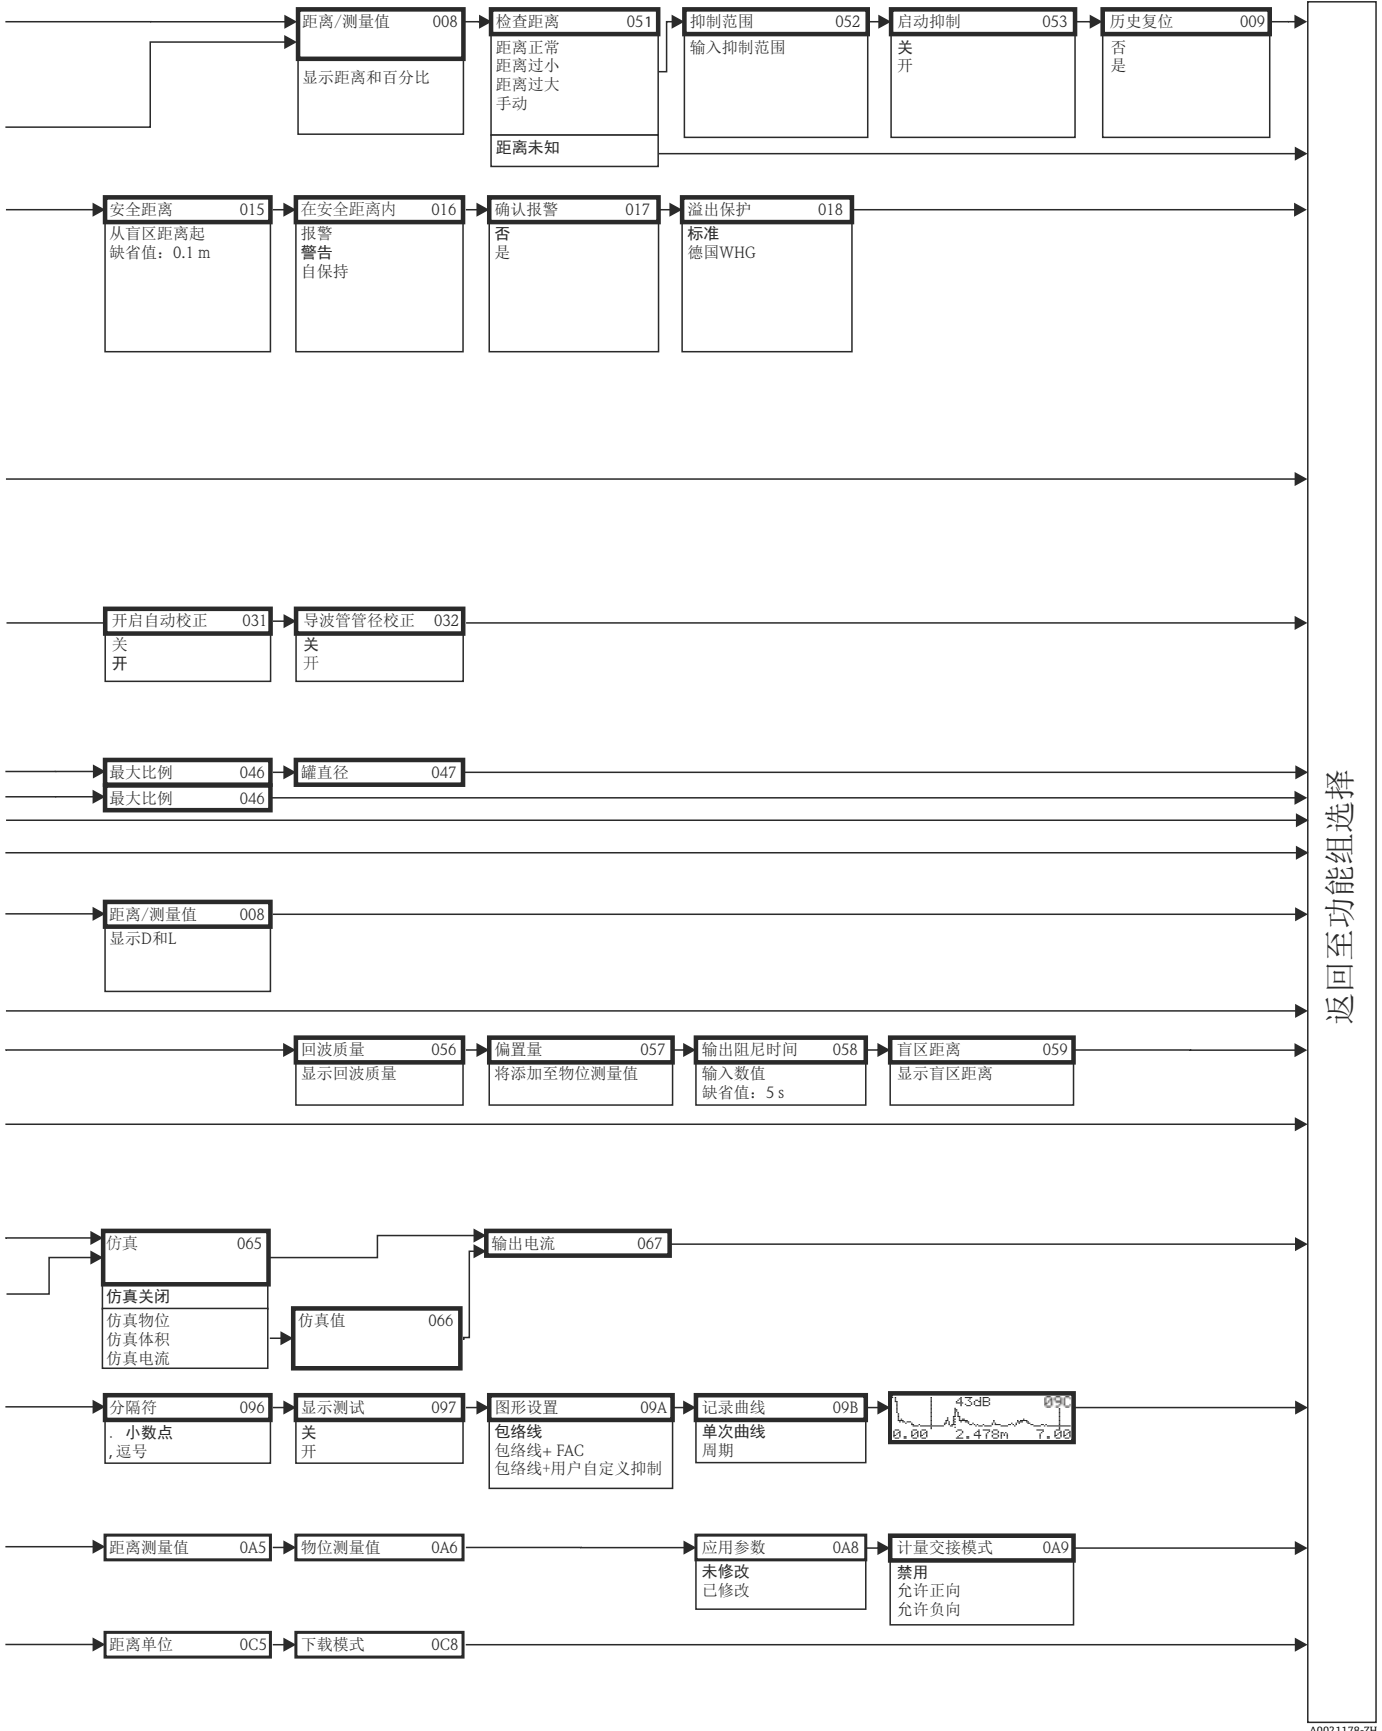 距离/测量值 008
显示距离和百分比
检查距离 051
距离正常
距离过小
距离过大
手动
距离未知
抑制范围 052
输入抑制范围
启动抑制 053
关
开
历史复位 009
否
是
安全距离 015
从盲区距离起
缺省值：0.1 m
在安全距离内 016
报警
警告
自保持
确认报警 017
否
是
溢出保护 018
标准
德国WHG
开启自动校正 031
关
开
导波管管径校正 032
关
开
最大比例 046
罐直径 047
最大比例 046
距离/测量值 008
显示D和L
回波质量 056
显示回波质量
偏置量 057
将添加至物位测量值
输出阻尼时间 058
输入数值
缺省值：5 s
盲区距离 059
显示盲区距离
仿真 065
仿真关闭
仿真物位
仿真体积
仿真电流
仿真值 066
输出电流 067
分隔符 096
. 小数点
,逗号
显示测试 097
关
开
图形设置 09A
包络线
包络线+ FAC
包络线+用户自定义抑制
记录曲线 09B
单次曲线
周期
43dB 09C
0.00 2.478m 7.00
距离测量值 0A5
物位测量值 0A6
应用参数 0A8
未修改
已修改
计量交接模式 0A9
禁用
允许正向
允许负向
距离单位 0C5
下载模式 0C8
返回至功能组选择
A0021178-ZH